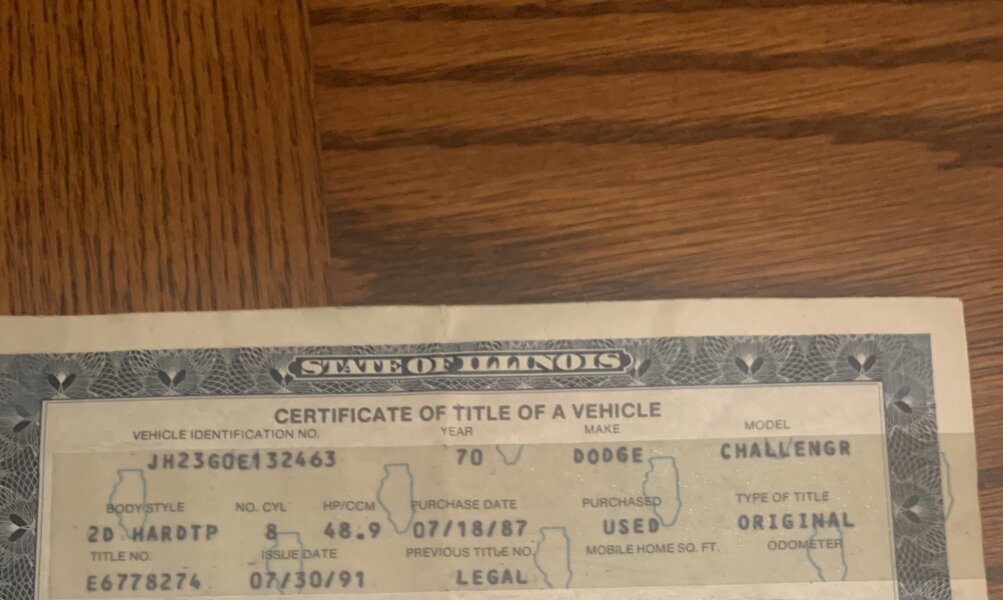 STATE OF ILLINOIS
CERTIFICATE OF TITLE OF A VEHICLE
VEHICLE IDENTIFICATION NO. YEAR MAKE MODEL
JH23G0E132463 70 DODGE CHALLENGR
BODY STYLE NO. CYL HP/CCM PURCHASE DATE PURCHASED TYPE OF TITLE
2D HARDTP 8 48.9 07/18/87 USED ORIGINAL
TITLE NO. ISSUE DATE PREVIOUS TITLE NO. MOBILE HOME SQ. FT. ODOMETER
E6778274 07/30/91 LEGAL